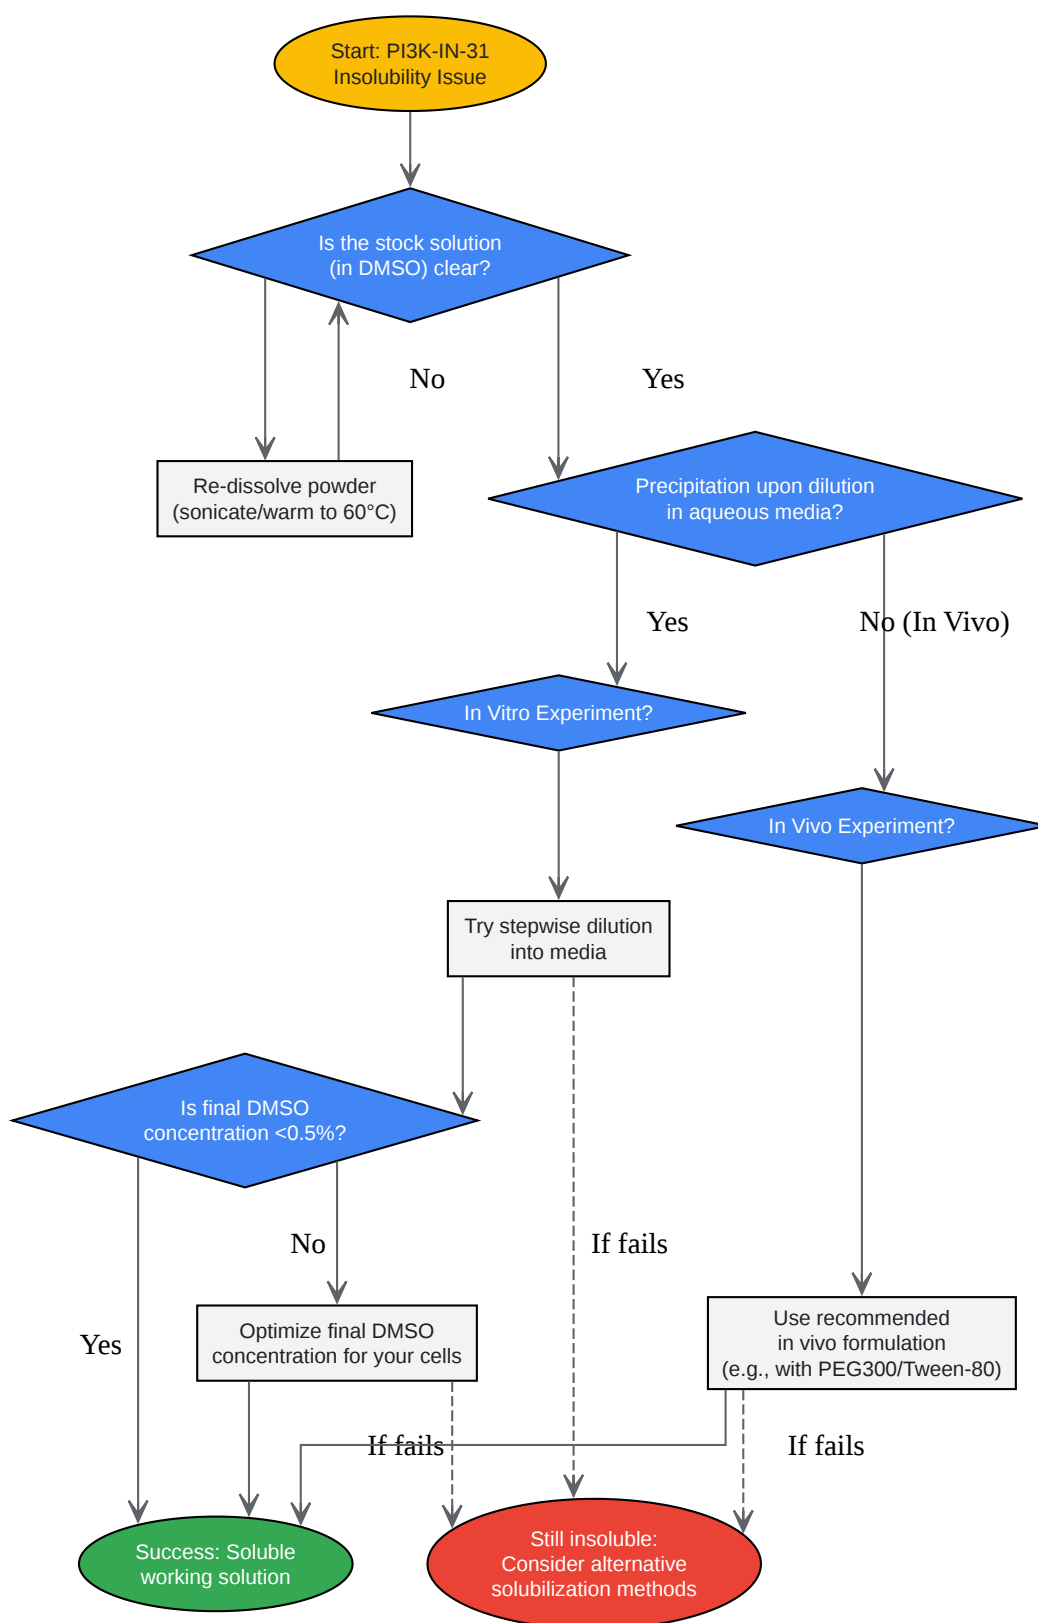 Start: PI3K-IN-31
Insolubility Issue
Is the stock solution
(in DMSO) clear?
No
Yes
Re-dissolve powder
(sonicate/warm to 60°C)
Precipitation upon dilution
in aqueous media?
Yes
No (In Vivo)
In Vitro Experiment?
In Vivo Experiment?
Try stepwise dilution
into media
Is final DMSO
concentration <0.5%?
No
If fails
Yes
Optimize final DMSO
concentration for your cells
Use recommended
in vivo formulation
(e.g., with PEG300/Tween-80)
If fails
If fails
Success: Soluble
working solution
Still insoluble:
Consider alternative
solubilization methods